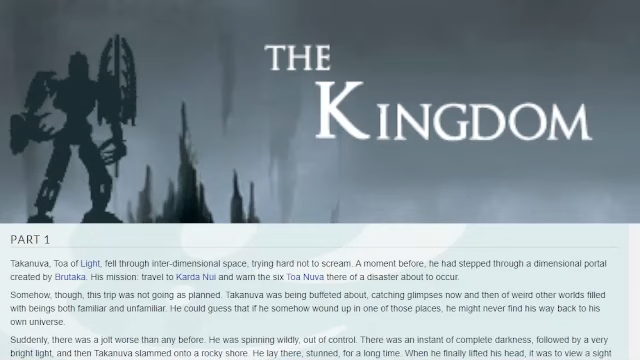 THE
KINGDOM
PART 1
Takanuva, Toa of Light, fell through inter-dimensional space, trying hard not to scream. A moment before, he had stepped through a dimensional portal
created by Brutaka. His mission: travel to Karda Nui and warn the six Toa Nuva there of a disaster about to occur.
Somehow, though, this trip was not going as planned. Takanuva was being buffeted about, catching glimpses now and then of weird other worlds filled
with beings both familiar and unfamiliar. He could guess that if he somehow wound up in one of those places, he might never find his way back to his
own universe.
Suddenly, there was a jolt worse than any before. He was spinning wildly, out of control. There was an instant of complete darkness, followed by a very
bright light, and then Takanuva slammed onto a rocky shore. He lay there, stunned, for a long time. When he finally lifted his head, it was to view a sight